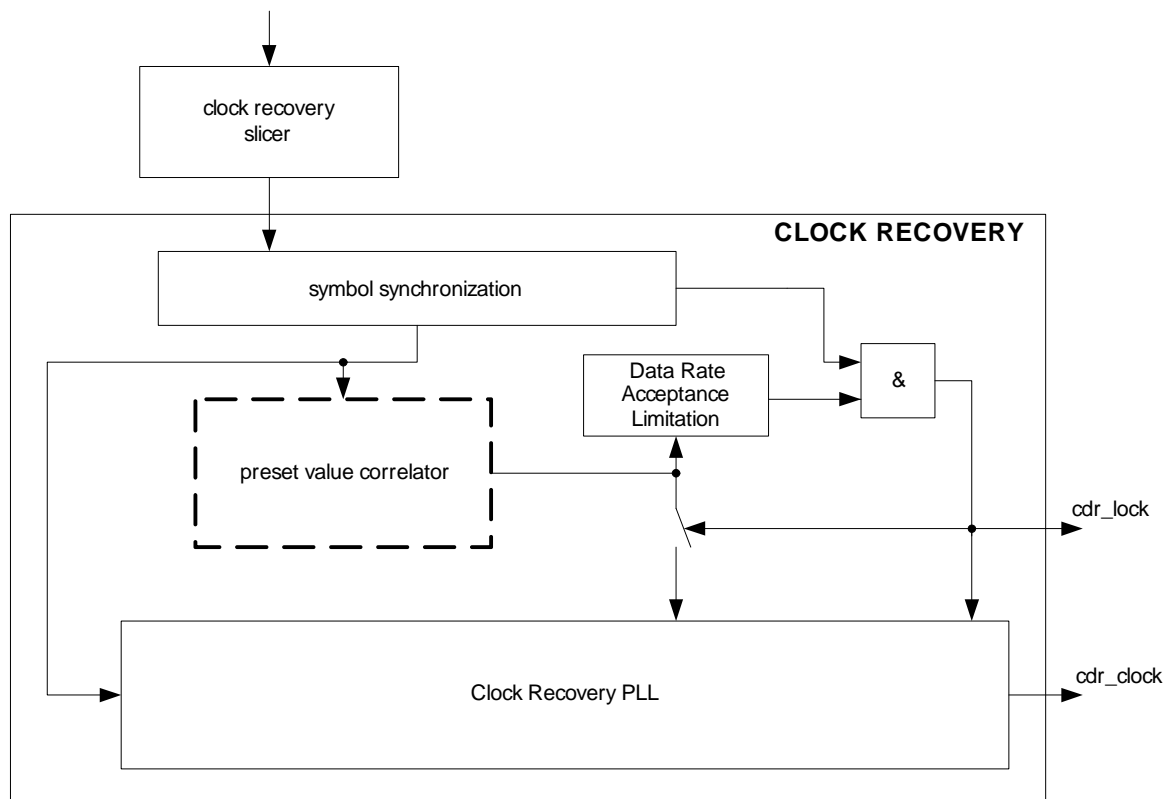 clock recovery
slicer
CLOCK RECOVERY
symbol synchronization
Data Rate
Acceptance
Limitation
&
preset value correlator
cdr_lock
Clock Recovery PLL
cdr_clock